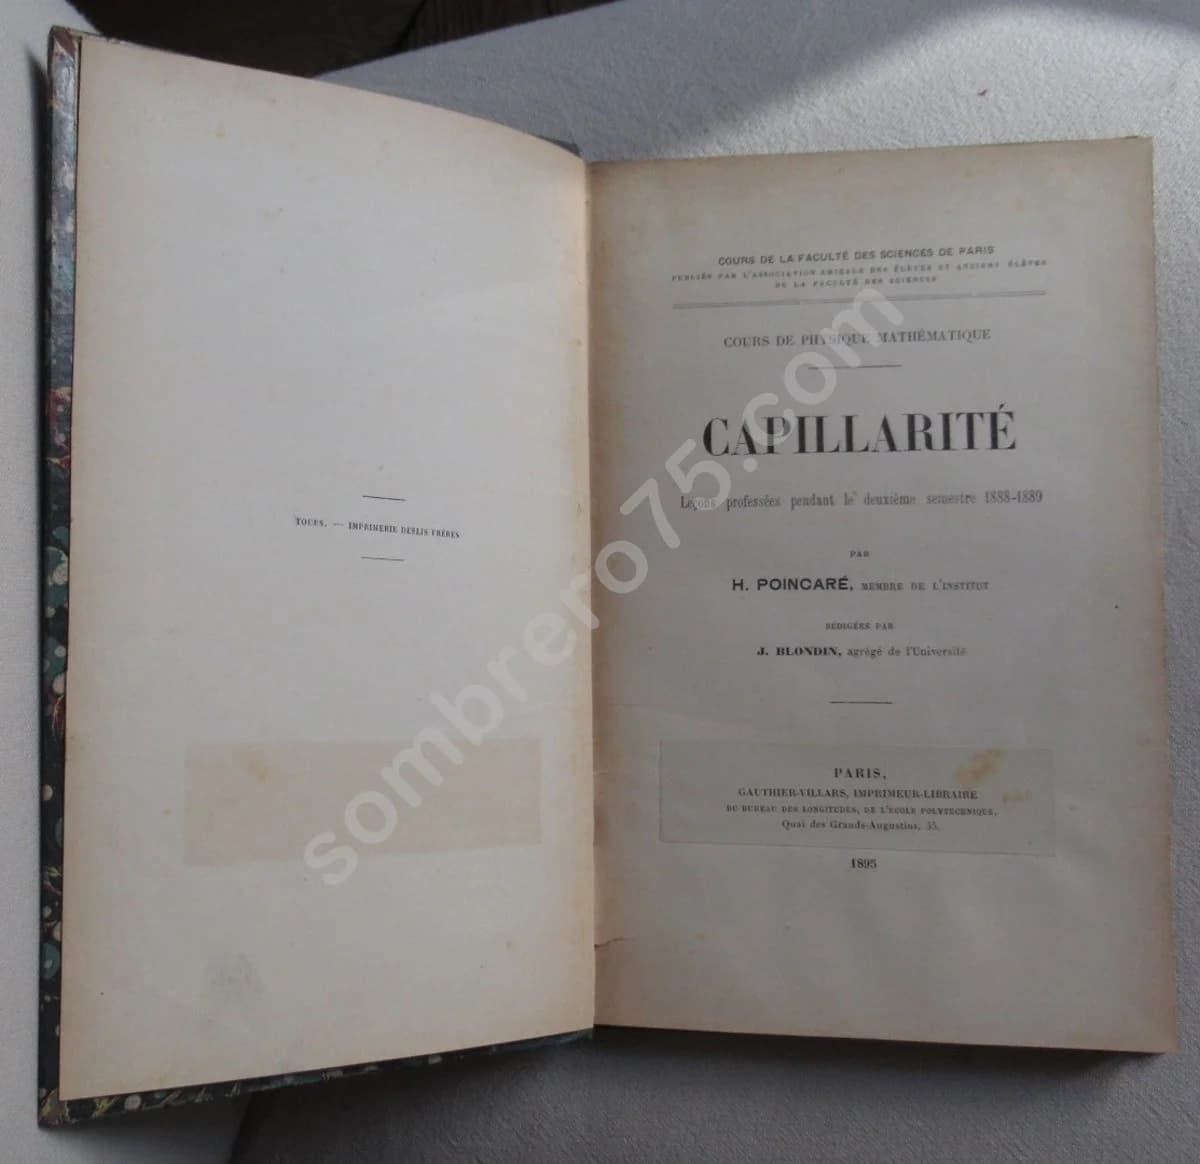 TOURS. — IMPRIMERIE DESLIS FRÈRES
COURS DE LA FACULTÉ DES SCIENCES DE PARIS
PUBLIÉS PAR L'ASSOCIATION AMICALE DES ÉLÈVES ET ANCIENS ÉLÈVES
DE LA FACULTÉ DES SCIENCES
COURS DE PHYSIQUE MATHÉMATIQUE
CAPILLARITÉ
Leçons professées pendant le deuxième semestre 1888-1889
PAR
H. POINCARÉ, MEMBRE DE L'INSTITUT
RÉDIGÉES PAR
J. BLONDIN, agrégé de l'Université
PARIS,
GAUTHIER-VILLARS, IMPRIMEUR-LIBRAIRE
DU BUREAU DES LONGITUDES, DE L'ÉCOLE POLYTECHNIQUE,
Quai des Grands-Augustins, 55.
1895
sombrero75.com